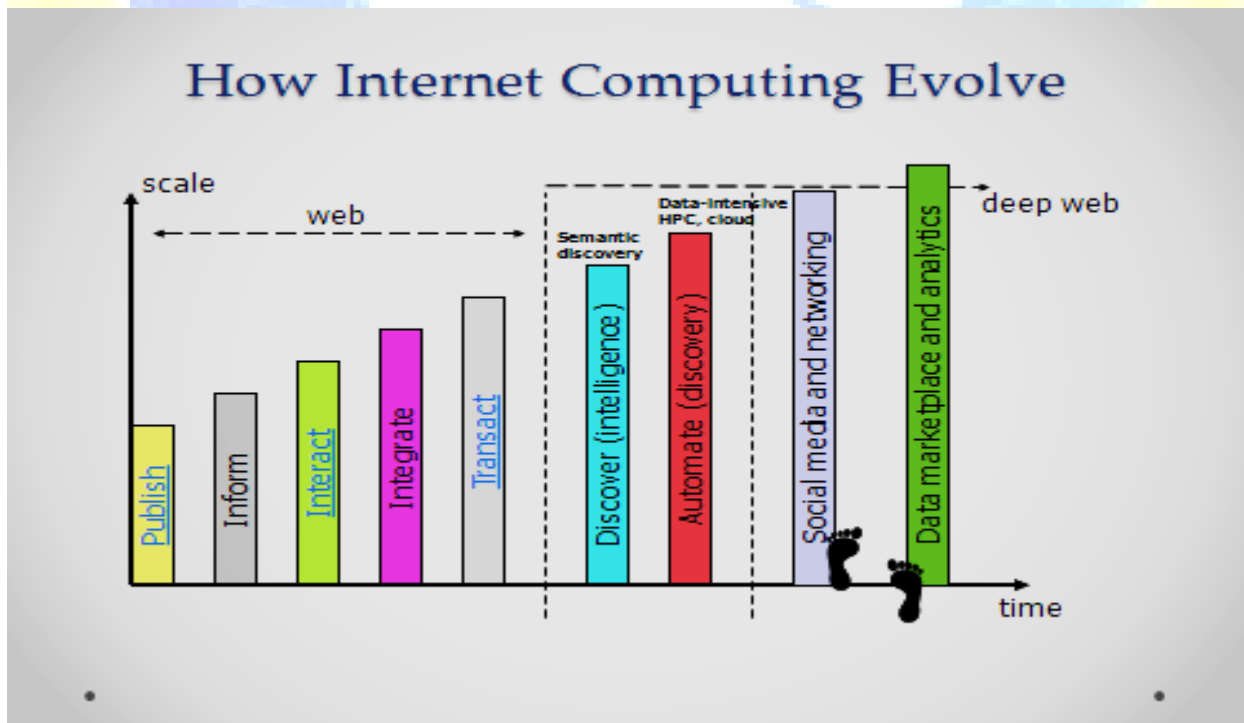 How Internet Computing Evolve
scale
web
deep web
Data-intensive
HPC, cloud
Semantic
discovery
Publish
Inform
Interact
Integrate
Transact
Discover (intelligence)
Automate (discovery)
Social media and networking
Data marketplace and analytics
time